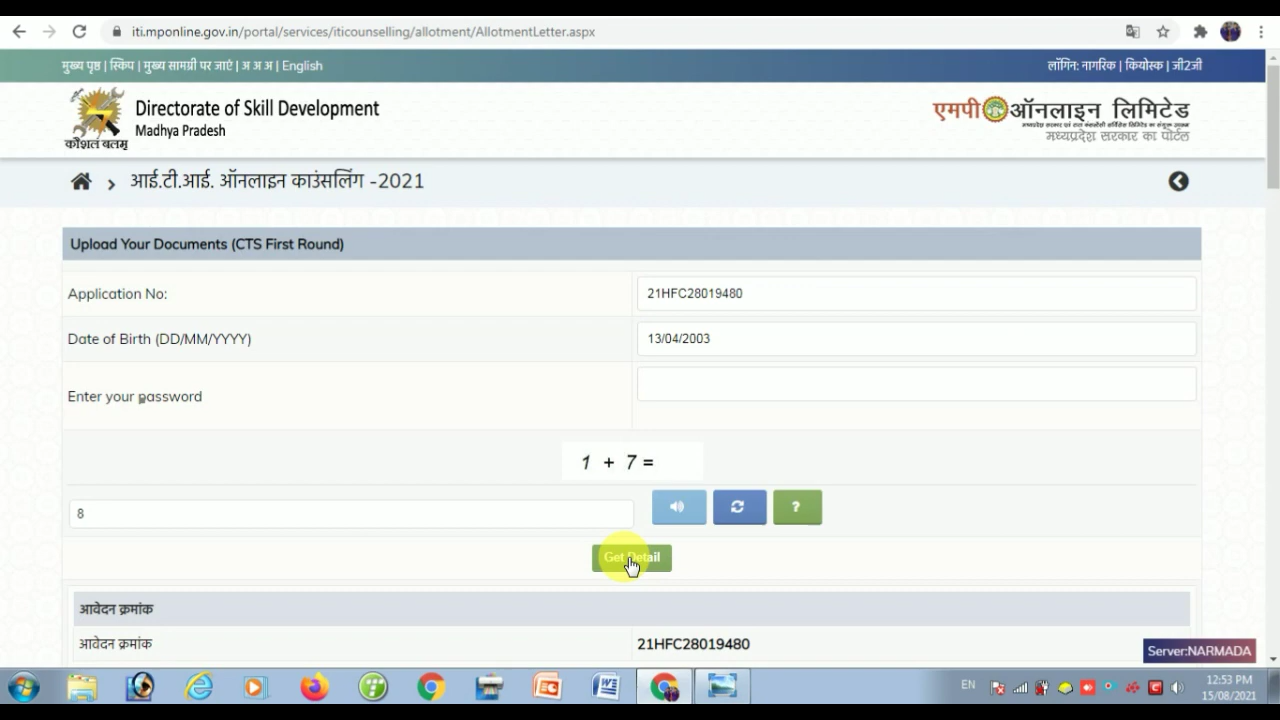 iti.mponline.gov.in/portal/services/iticounselling/allotment/AllotmentLetter.aspx
मुख्य पृष्ठ | स्किप | मुख्य सामग्री पर जाएं | अ अ अ | English
लॉगिन: नागरिक | कियोस्क | जी2जी
Directorate of Skill Development
Madhya Pradesh
कौशलं बलम्
एमपी ऑनलाइन लिमिटेड
मध्यप्रदेश सरकार का पोर्टल
आई.टी.आई. ऑनलाइन काउंसलिंग -2021
Upload Your Documents (CTS First Round)
Application No:
21HFC28019480
Date of Birth (DD/MM/YYYY)
13/04/2003
Enter your password
1 + 7 =
8
?
Get Detail
आवेदन क्रमांक
आवेदन क्रमांक
21HFC28019480
Server:NARMADA
EN
12:53 PM
15/08/2021